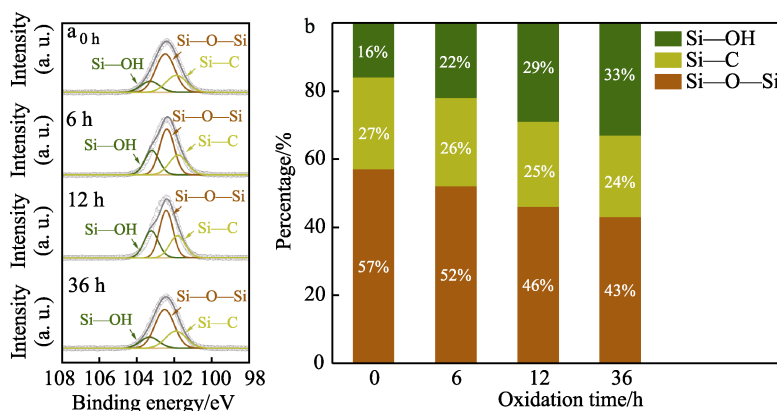 a 0 h
Intensity
(a. u.)
Si—O—Si
Si—OH
Si—C
6 h
Intensity
(a. u.)
Si—O—Si
Si—OH
Si—C
12 h
Intensity
(a. u.)
Si—O—Si
Si—OH
Si—C
36 h
Intensity
(a. u.)
Si—O—Si
Si—OH
Si—C
108 106 104 102 100 98
Binding energy/eV
b
Si—OH
Si—C
Si—O—Si
80
60
40
20
0
Percentage/%
16% 22% 29% 33%
27% 26% 25% 24%
57% 52% 46% 43%
0 6 12 36
Oxidation time/h